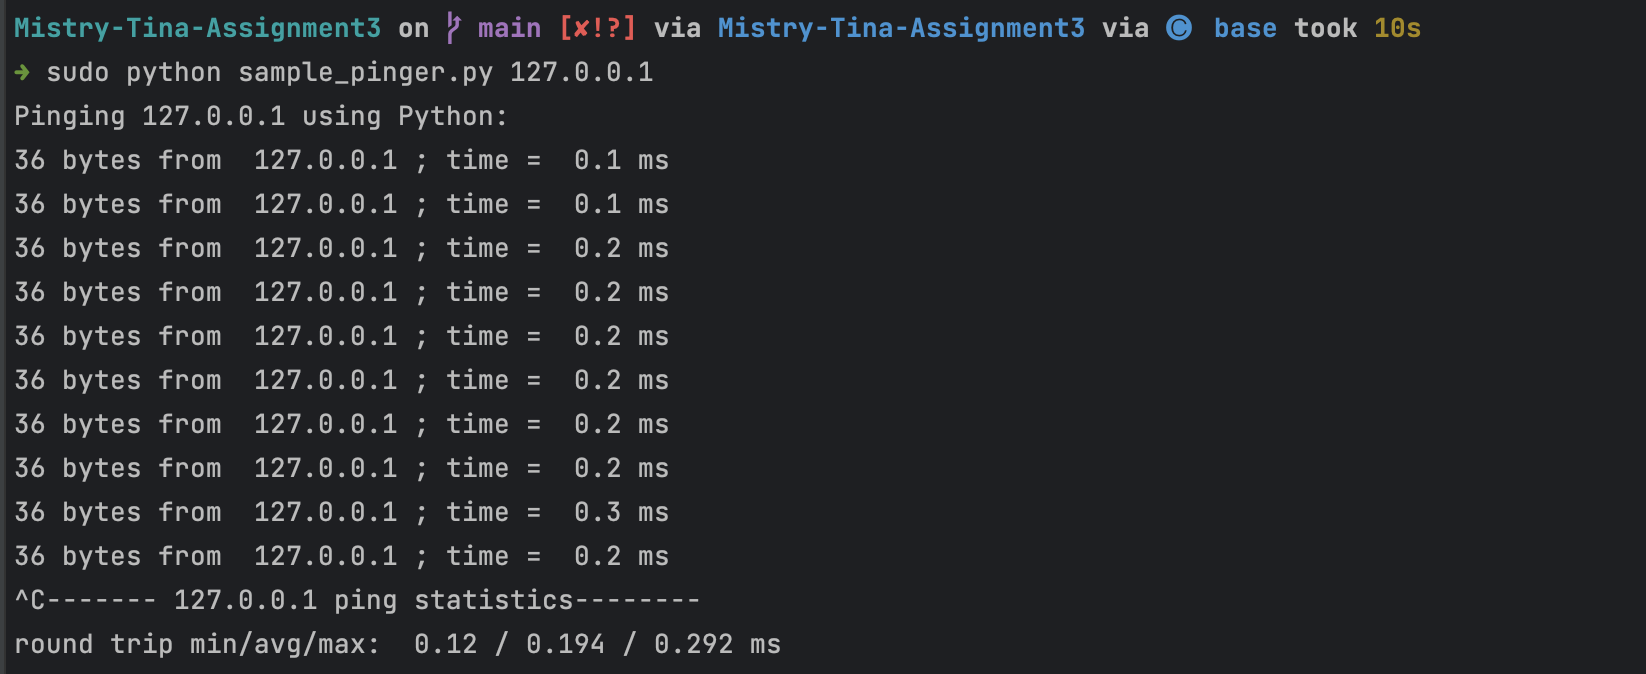 Mistry-Tina-Assignment3 on main [✘!?] via Mistry-Tina-Assignment3 via base took 10s
➜ sudo python sample_pinger.py 127.0.0.1
Pinging 127.0.0.1 using Python:
36 bytes from  127.0.0.1 ; time =  0.1 ms
36 bytes from  127.0.0.1 ; time =  0.1 ms
36 bytes from  127.0.0.1 ; time =  0.2 ms
36 bytes from  127.0.0.1 ; time =  0.2 ms
36 bytes from  127.0.0.1 ; time =  0.2 ms
36 bytes from  127.0.0.1 ; time =  0.2 ms
36 bytes from  127.0.0.1 ; time =  0.2 ms
36 bytes from  127.0.0.1 ; time =  0.2 ms
36 bytes from  127.0.0.1 ; time =  0.3 ms
36 bytes from  127.0.0.1 ; time =  0.2 ms
^C------- 127.0.0.1 ping statistics--------
round trip min/avg/max:  0.12 / 0.194 / 0.292 ms